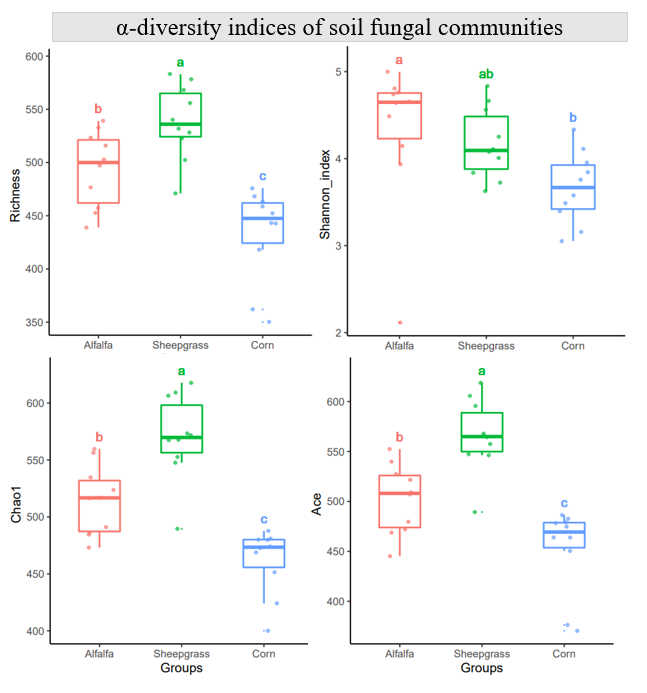 α-diversity indices of soil fungal communities
600
550
500
450
400
350
Richness
b
a
c
Alfalfa
Sheepgrass
Corn
5
4
3
2
Shannon_index
a
ab
b
Alfalfa
Sheepgrass
Corn
600
550
500
450
400
Chao1
b
a
c
Alfalfa
Sheepgrass
Corn
Groups
600
550
500
450
400
Ace
b
a
c
Alfalfa
Sheepgrass
Corn
Groups